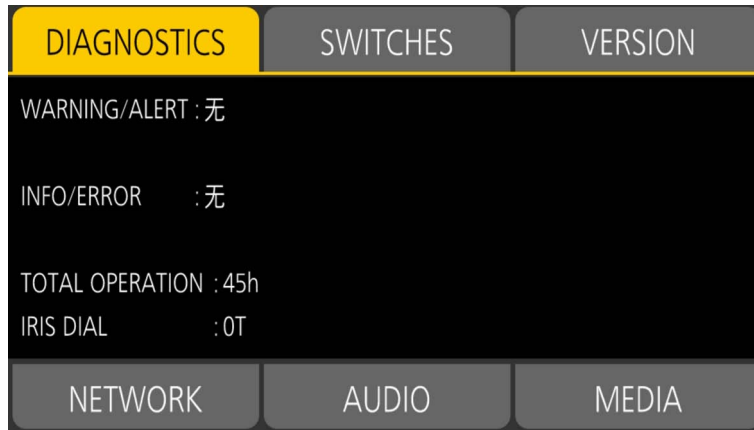 DIAGNOSTICS SWITCHES VERSION
WARNING/ALERT : 无
INFO/ERROR : 无
TOTAL OPERATION : 45h
IRIS DIAL : 0T
NETWORK AUDIO MEDIA